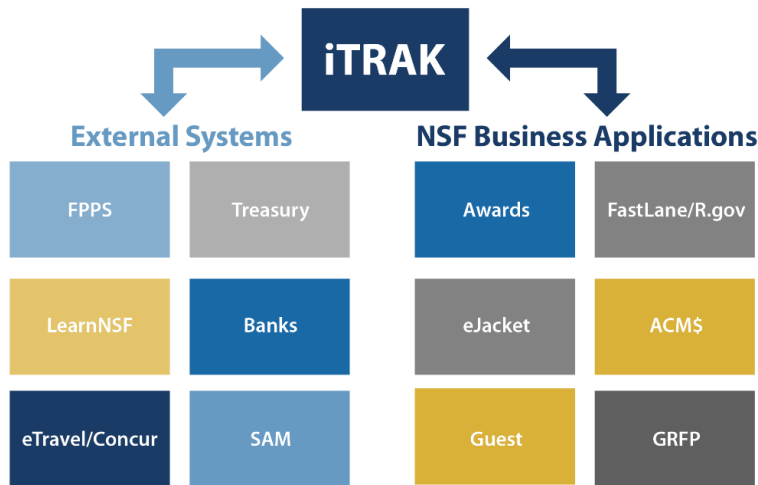 iTRAK
External Systems
NSF Business Applications
FPPS
Treasury
Awards
FastLane/R.gov
LearnNSF
Banks
eJacket
ACM$
eTravel/Concur
SAM
Guest
GRFP